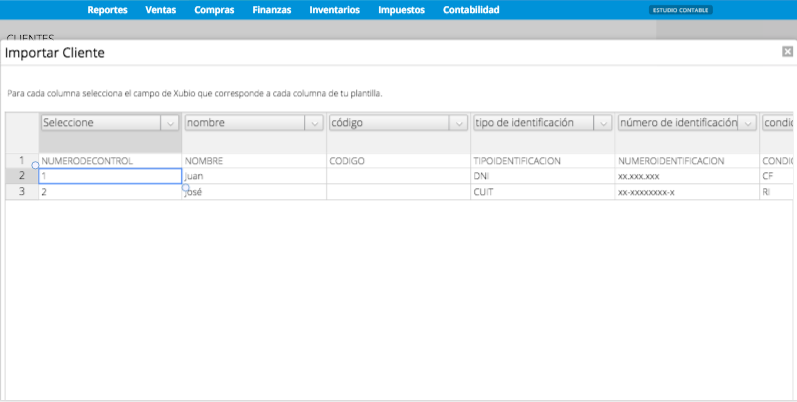 Reportes Ventas Compras Finanzas Inventarios Impuestos Contabilidad ESTUDIO CONTABLE
CLIENTES
Importar Cliente
Para cada columna selecciona el campo de Xubio que corresponde a cada columna de tu plantilla.
Seleccione nombre código tipo de identificación número de identificación condic
1 NUMERODECONTROL NOMBRE CODIGO TIPOIDENTIFICACION NUMEROIDENTIFICACION CONDIC
2 1 Juan DNI xx.xxx.xxx CF
3 2 José CUIT xx-xxxxxxxx-x RI